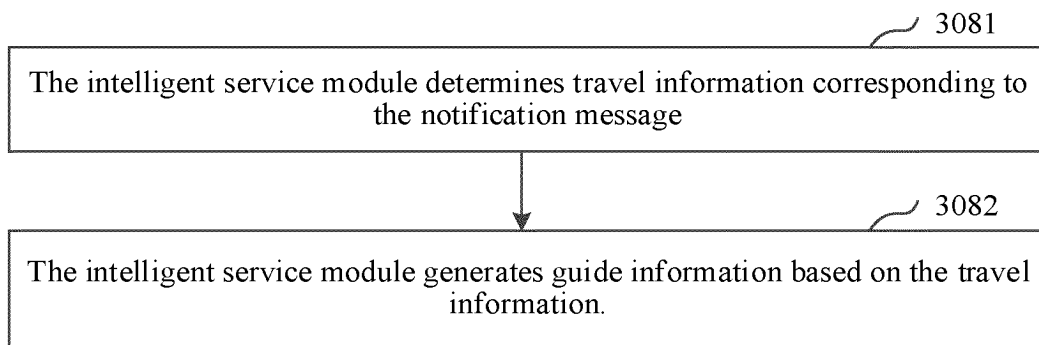 3081
The intelligent service module determines travel information corresponding to
the notification message
3082
The intelligent service module generates guide information based on the travel
information.